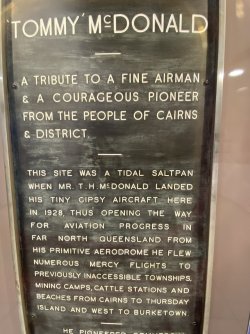 'TOMMY' McDONALD
A TRIBUTE TO A FINE AIRMAN
& A COURAGEOUS PIONEER
FROM THE PEOPLE OF CAIRNS
& DISTRICT.
THIS SITE WAS A TIDAL SALTPAN
WHEN MR. T. H. McDONALD LANDED
HIS TINY GIPSY AIRCRAFT HERE
IN 1928, THUS OPENING THE WAY
FOR AVIATION PROGRESS IN
FAR NORTH QUEENSLAND FROM
HIS PRIMITIVE AERODROME HE FLEW
NUMEROUS MERCY FLIGHTS TO
PREVIOUSLY INACCESSIBLE TOWNSHIPS,
MINING CAMPS, CATTLE STATIONS AND
BEACHES FROM CAIRNS TO THURSDAY
ISLAND AND WEST TO BURKETOWN
HE PIONEERED